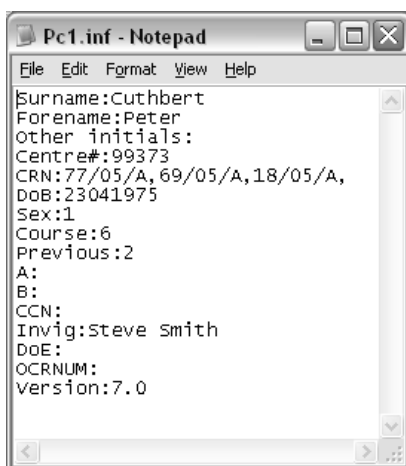 Pc1.inf - Notepad
File Edit Format View Help
Surname:Cuthbert
Forename:Peter
Other initials:
Centre#:99373
CRN:77/05/A,69/05/A,18/05/A,
DoB:23041975
Sex:1
Course:6
Previous:2
A:
B:
CCN:
Invig:Steve Smith
DoE:
OCRNUM:
Version:7.0